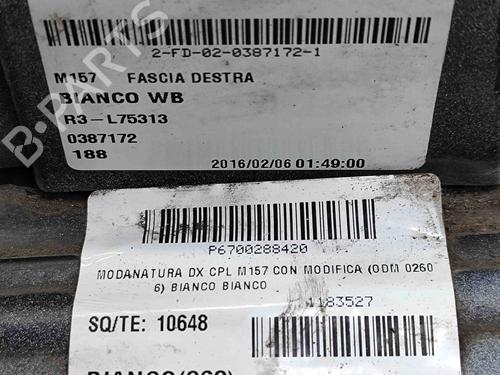 2-FD-02-0387172-1
M157 FASCIA DESTRA
BIANCO WB
R3-L75313
0387172
188 2016/02/06 01:49:00
P6700288420
MODANATURA DX CPL M157 CON MODIFICA (ODM 0260
6) BIANCO BIANCO
1183527
SQ/TE: 10648